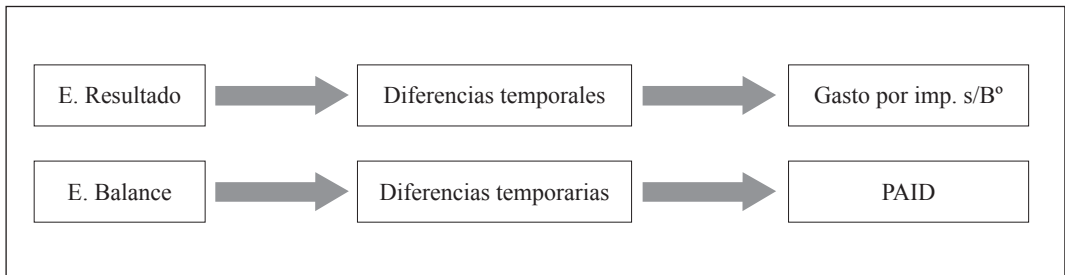 E. Resultado
Diferencias temporales
Gasto por imp. s/Bº
E. Balance
Diferencias temporarias
PAID